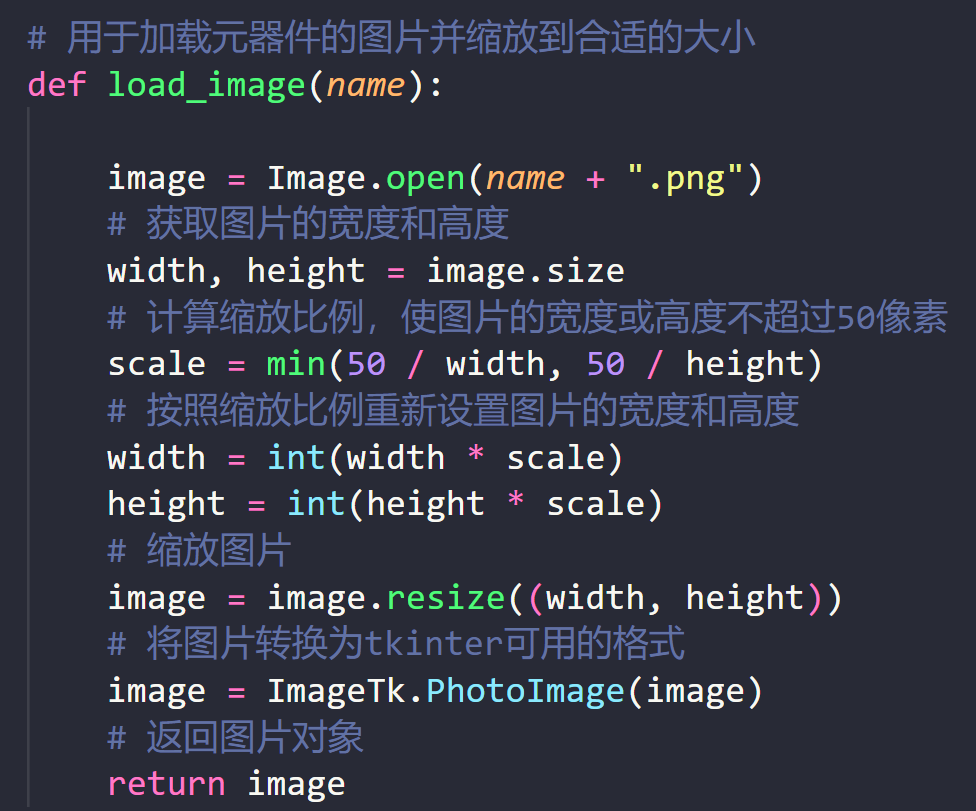 # 用于加载元器件的图片并缩放到合适的大小
def load_image(name):
    image = Image.open(name + ".png")
    # 获取图片的宽度和高度
    width, height = image.size
    # 计算缩放比例，使图片的宽度或高度不超过50像素
    scale = min(50 / width, 50 / height)
    # 按照缩放比例重新设置图片的宽度和高度
    width = int(width * scale)
    height = int(height * scale)
    # 缩放图片
    image = image.resize((width, height))
    # 将图片转换为tkinter可用的格式
    image = ImageTk.PhotoImage(image)
    # 返回图片对象
    return image